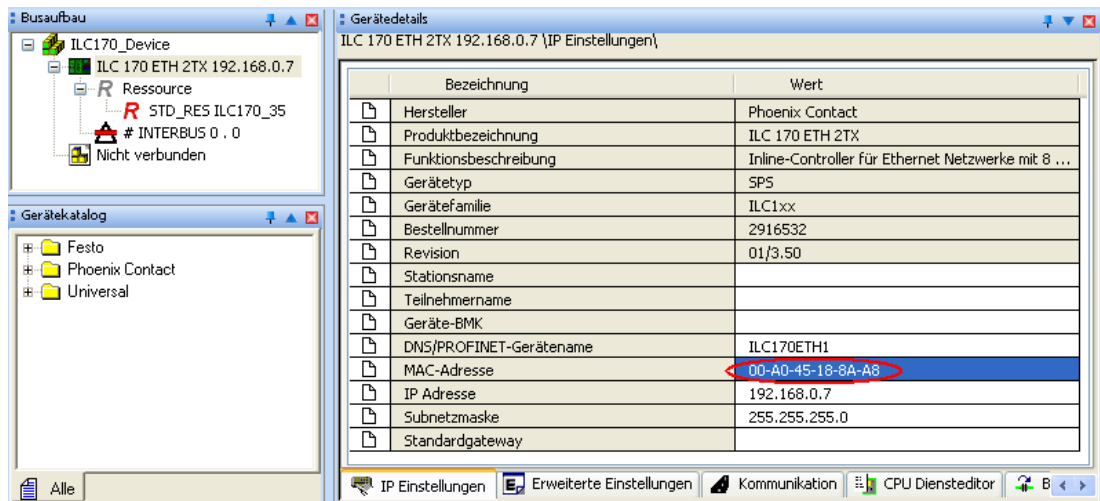 Busaufbau
ILC170_Device
ILC 170 ETH 2TX 192.168.0.7
R Ressource
R STD_RES ILC170_35
# INTERBUS 0 . 0
Nicht verbunden
Gerätekatalog
Festo
Phoenix Contact
Universal
Alle
Gerätedetails
ILC 170 ETH 2TX 192.168.0.7 \IP Einstellungen\
Bezeichnung Wert
Hersteller Phoenix Contact
Produktbezeichnung ILC 170 ETH 2TX
Funktionsbeschreibung Inline-Controller für Ethernet Netzwerke mit 8 ...
Gerätetyp SPS
Gerätefamilie ILC1xx
Bestellnummer 2916532
Revision 01/3.50
Stationsname
Teilnehmername
Geräte-BMK
DNS/PROFINET-Gerätename ILC170ETH1
MAC-Adresse 00-A0-45-18-8A-A8
IP Adresse 192.168.0.7
Subnetzmaske 255.255.255.0
Standardgateway
IP Einstellungen Erweiterte Einstellungen Kommunikation CPU Diensteditor B